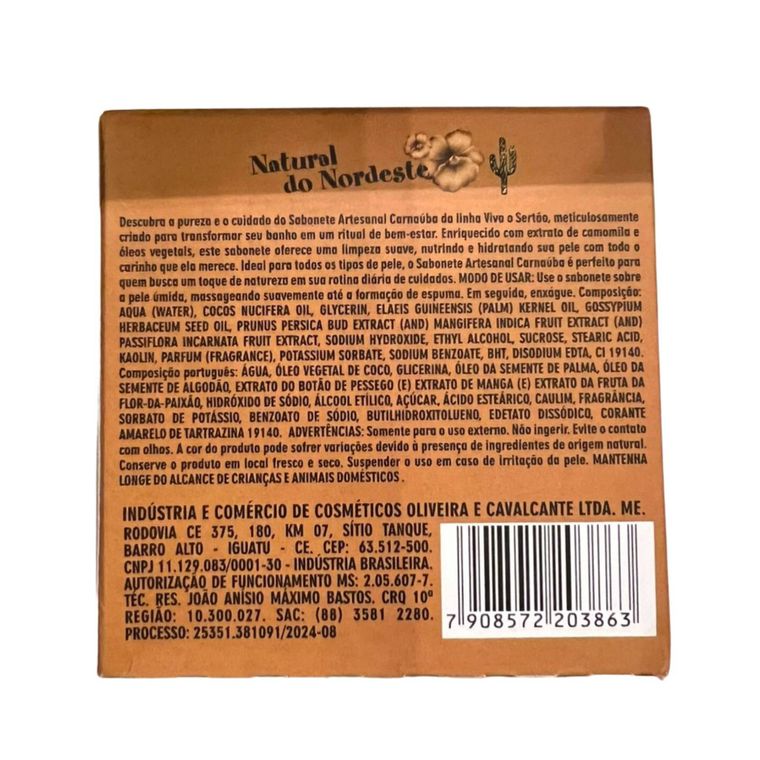 Natural
do Nordeste
Descubra a pureza e o cuidado do Sabonete Artesanal Carnaúba da linha Viva o Sertão, meticulosamente
criado para transformar seu banho em um ritual de bem-estar. Enriquecido com extrato de camomila e
óleos vegetais, este sabonete oferece uma limpeza suave, nutrindo e hidratando sua pele com todo o
carinho que ela merece. Ideal para todos os tipos de pele, o Sabonete Artesanal Carnaúba é perfeito para
quem busca um toque de natureza em sua rotina diária de cuidados. MODO DE USAR: Use o sabonete sobre
a pele úmida, massageando suavemente até a formação de espuma. Em seguida, enxágue. Composição:
AQUA (WATER), COCOS NUCIFERA OIL, GLYCERIN, ELAEIS GUINEENSIS (PALM) KERNEL OIL, GOSSYPIUM
HERBACEUM SEED OIL, PRUNUS PERSICA BUD EXTRACT (AND) MANGIFERA INDICA FRUIT EXTRACT (AND)
PASSIFLORA INCARNATA FRUIT EXTRACT, SODIUM HYDROXIDE, ETHYL ALCOHOL, SUCROSE, STEARIC ACID,
KAOLIN, PARFUM (FRAGRANCE), POTASSIUM SORBATE, SODIUM BENZOATE, BHT, DISODIUM EDTA, CI 19140.
Composição português: ÁGUA, ÓLEO VEGETAL DE COCO, GLICERINA, ÓLEO DA SEMENTE DE PALMA, ÓLEO DA
SEMENTE DE ALGODÃO, EXTRATO DO BOTÃO DE PESSEGO (E) EXTRATO DE MANGA (E) EXTRATO DA FRUTA DA
FLOR-DA-PAIXÃO, HIDRÓXIDO DE SÓDIO, ÁLCOOL ETÍLICO, AÇÚCAR, ÁCIDO ESTEÁRICO, CAULIM, FRAGRÂNCIA,
SORBATO DE POTÁSSIO, BENZOATO DE SÓDIO, BUTILHIDROXITOLUENO, EDETATO DISSÓDICO, CORANTE
AMARELO DE TARTRAZINA 19140. ADVERTÊNCIAS: Somente para o uso externo. Não ingerir. Evite o contato
com olhos. A cor do produto pode sofrer variações devido à presença de ingredientes de origem natural.
Conserve o produto em local fresco e seco. Suspender o uso em caso de irritação da pele. MANTENHA
LONGE DO ALCANCE DE CRIANÇAS E ANIMAIS DOMÉSTICOS .
INDÚSTRIA E COMÉRCIO DE COSMÉTICOS OLIVEIRA E CAVALCANTE LTDA. ME.
RODOVIA CE 375, 180, KM 07, SÍTIO TANQUE,
BARRO ALTO - IGUATU - CE. CEP: 63.512-500.
CNPJ 11.129.083/0001-30 - INDÚSTRIA BRASILEIRA.
AUTORIZAÇÃO DE FUNCIONAMENTO MS: 2.05.607-7.
TÉC. RES. JOÃO ANÍSIO MÁXIMO BASTOS. CRQ 10ª
REGIÃO: 10.300.027. SAC: (88) 3581 2280.
PROCESSO: 25351.381091/2024-08
7 908572 203863